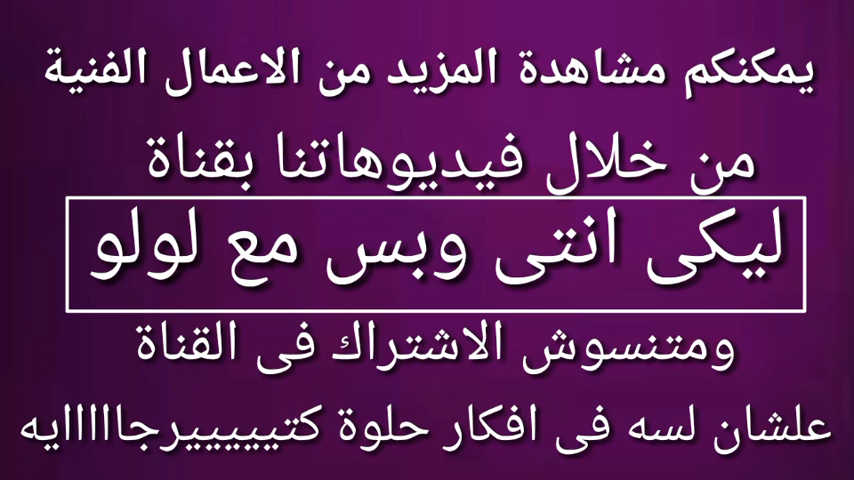 يمكنكم مشاهدة المزيد من الاعمال الفنية
من خلال فيديوهاتنا بقناة
ليكى انتى وبس مع لولو
ومتنسوش الاشتراك فى القناة
علشان لسه فى افكار حلوة كتييييييرجااااايه